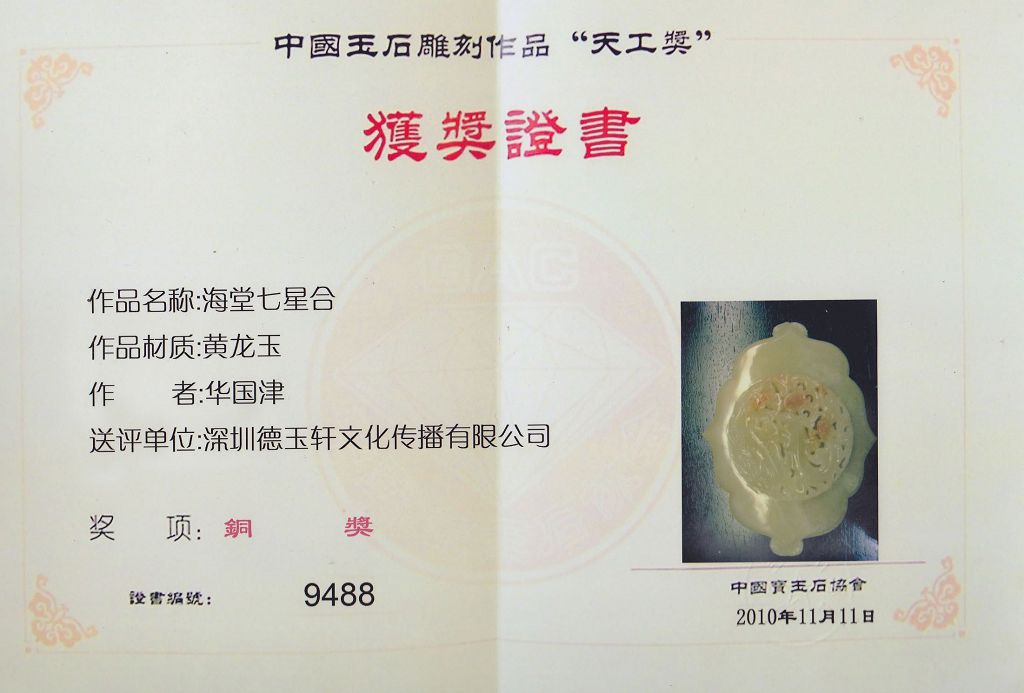 中國玉石雕刻作品“天工獎”
獲獎證書
作品名称:海堂七星合
作品材质:黄龙玉
作 者:华国津
送评单位:深圳德玉轩文化传播有限公司
奖 项: 銅 獎
證書編號: 9488
中國寶玉石協會
2010年11月11日